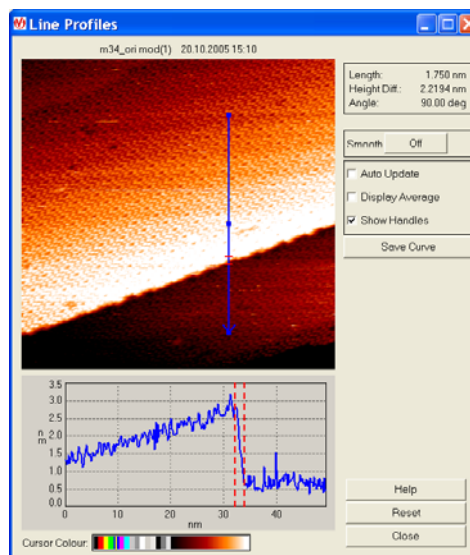 Line Profiles
m34_ori mod(1) 20.10.2005 15:10
Length: 1.750 nm
Height Diff.: 2.2194 nm
Angle: 90.00 deg
Smooth Off
Auto Update
Display Average
Show Handles
Save Curve
3.5
3.0
2.5
nm
2.0
1.5
1.0
0.5
0.0
0 10 20 30 40
nm
Help
Reset
Close
Cursor Colour: